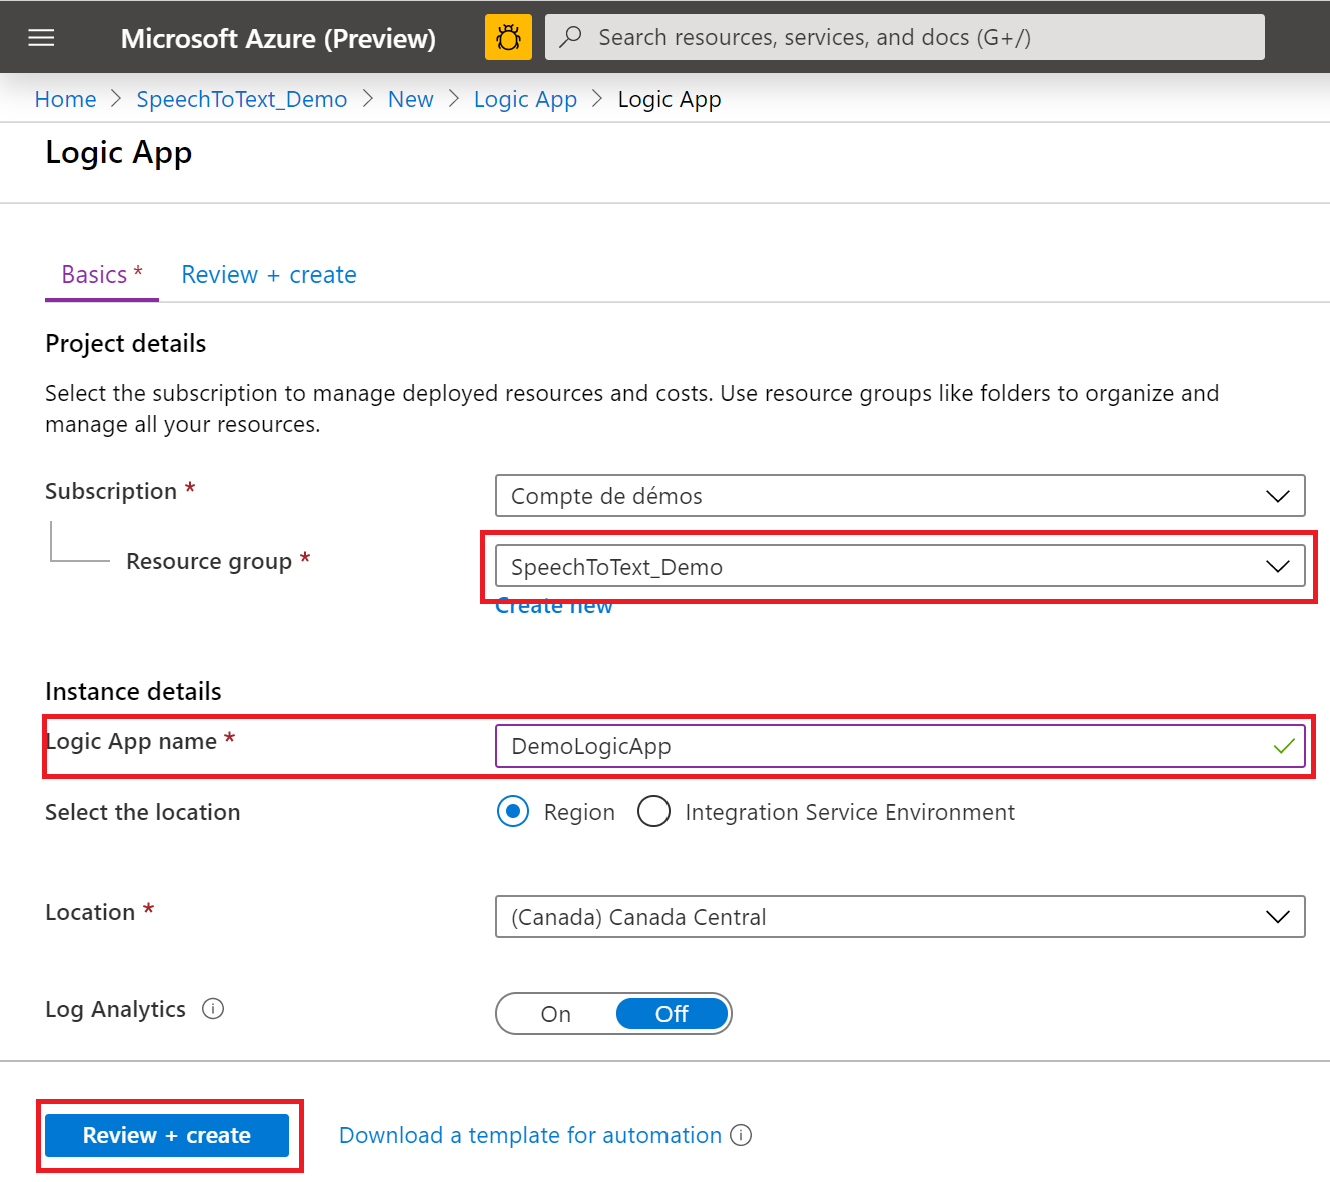 Microsoft Azure (Preview)
Search resources, services, and docs (G+/)
Home > SpeechToText_Demo > New > Logic App > Logic App
Logic App
Basics * Review + create
Project details
Select the subscription to manage deployed resources and costs. Use resource groups like folders to organize and
manage all your resources.
Subscription * Compte de démos
Resource group * SpeechToText_Demo
Create new
Instance details
Logic App name * DemoLogicApp
Select the location Region Integration Service Environment
Location * (Canada) Canada Central
Log Analytics On Off
Review + create Download a template for automation